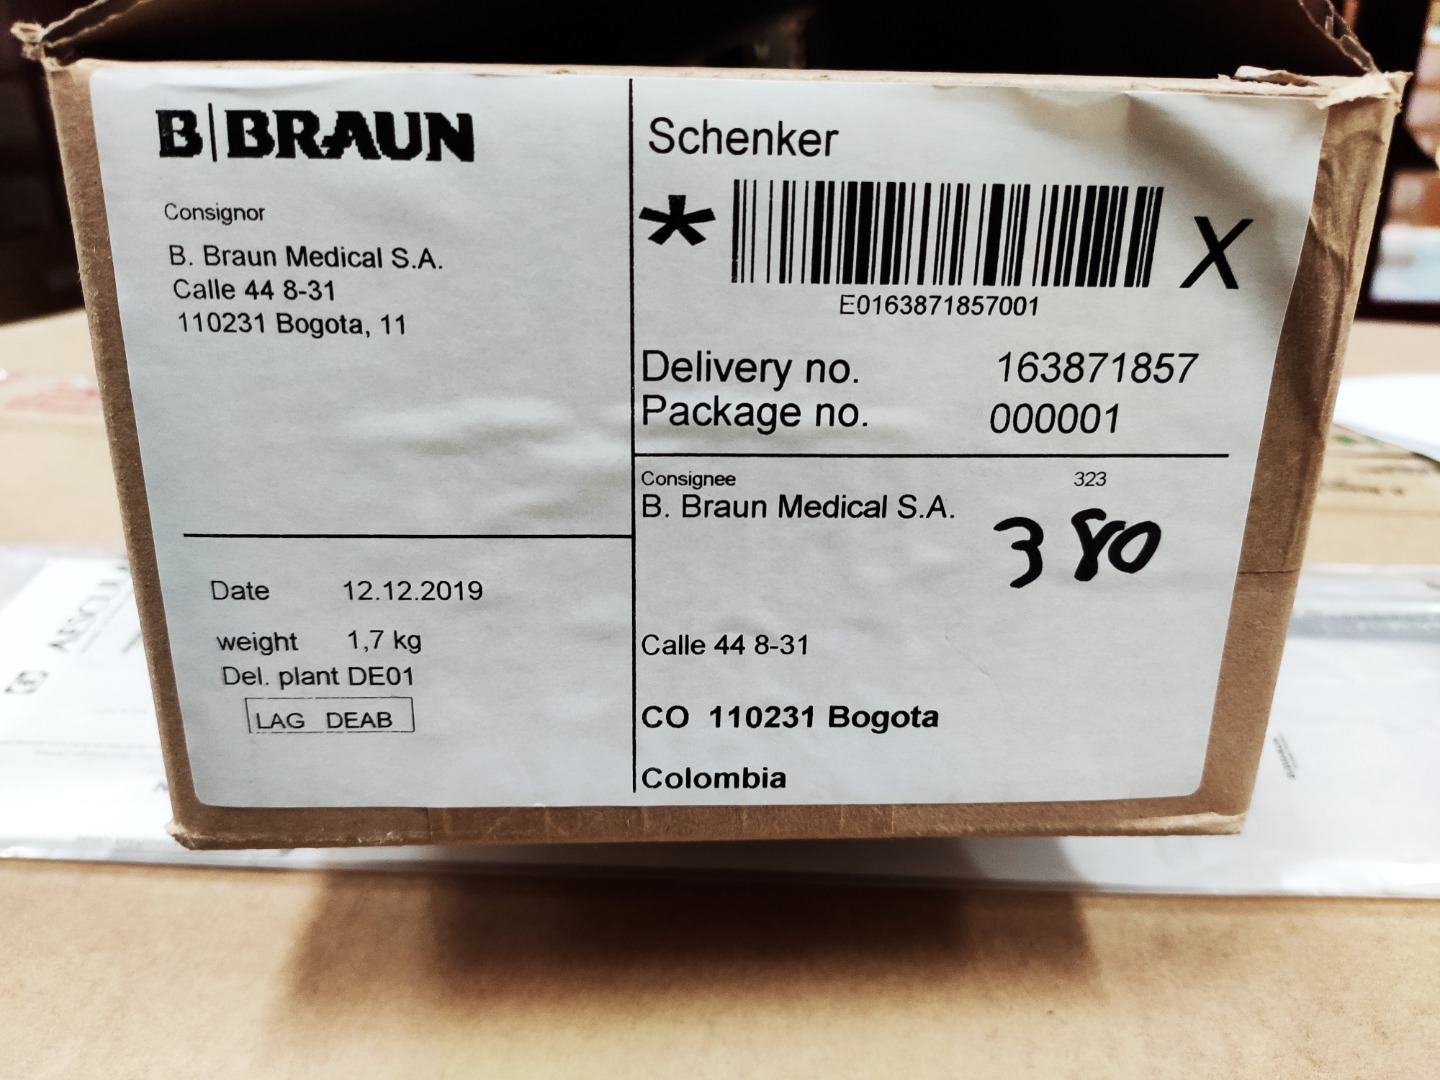 B|BRAUN
Consignor
B. Braun Medical S.A.
Calle 44 8-31
110231 Bogota, 11
Date 12.12.2019
weight 1,7 kg
Del. plant DE01
LAG DEAB
Schenker
* X
E0163871857001
Delivery no. 163871857
Package no. 000001
Consignee 323
B. Braun Medical S.A.
380
Calle 44 8-31
CO 110231 Bogota
Colombia